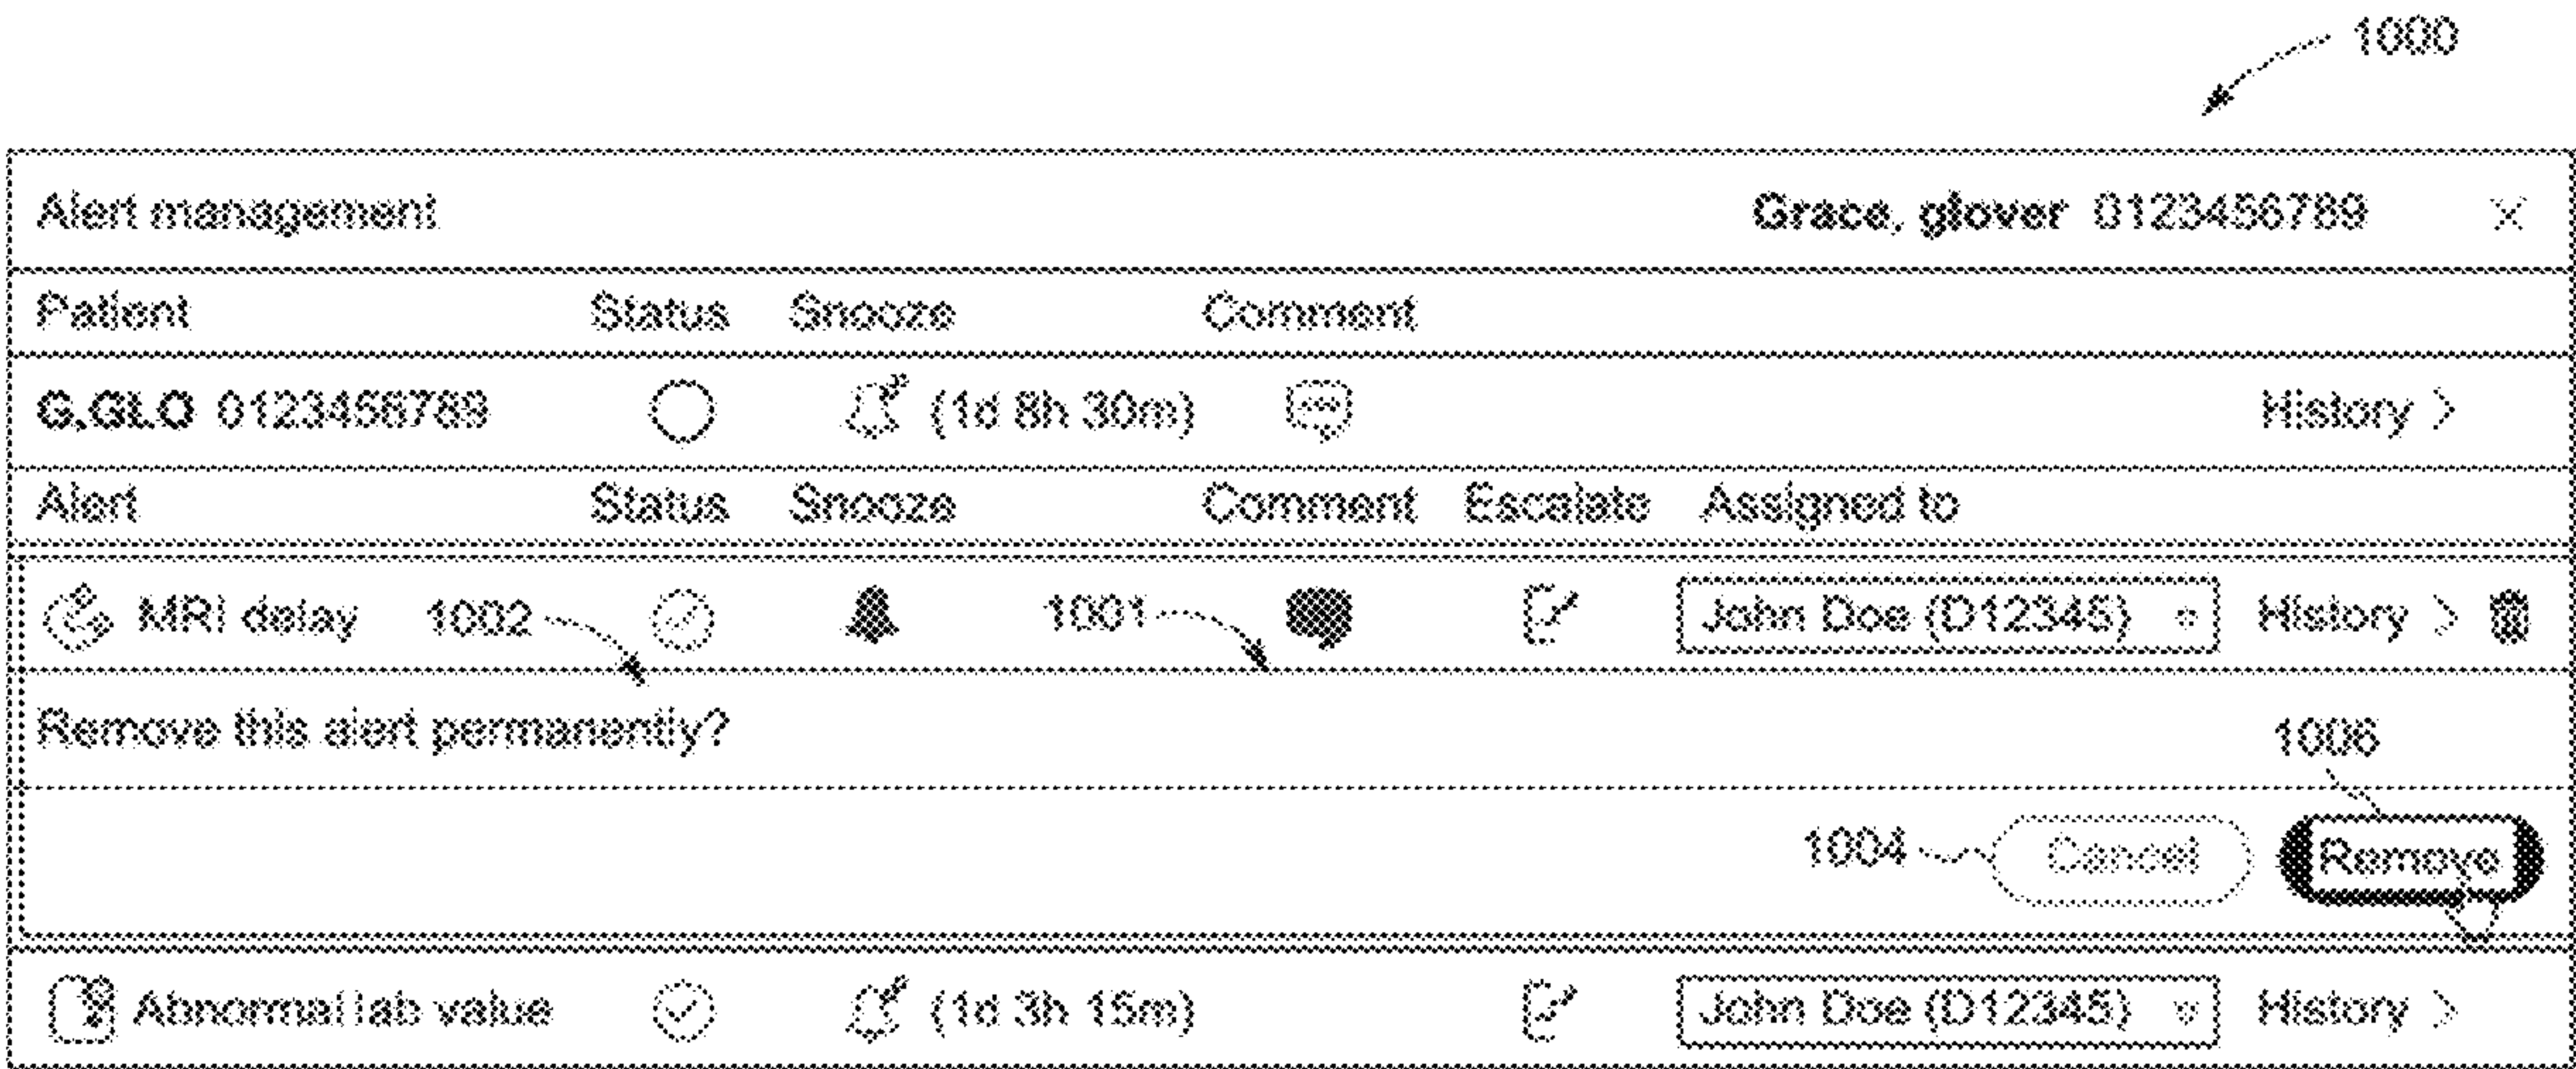 1000
Alert management Grace, glover 0123456789
Patient Status Snooze Comment
G,GLO 0123456789 (1d 8h 30m) History >
Alert Status Snooze Comment Escalate Assigned to
MRI delay 1002 1001 John Doe (D12345) History >
Remove this alert permanently?
1006
1004 Cancel Remove
Abnormal lab value (1d 3h 15m) John Doe (D12345) History >